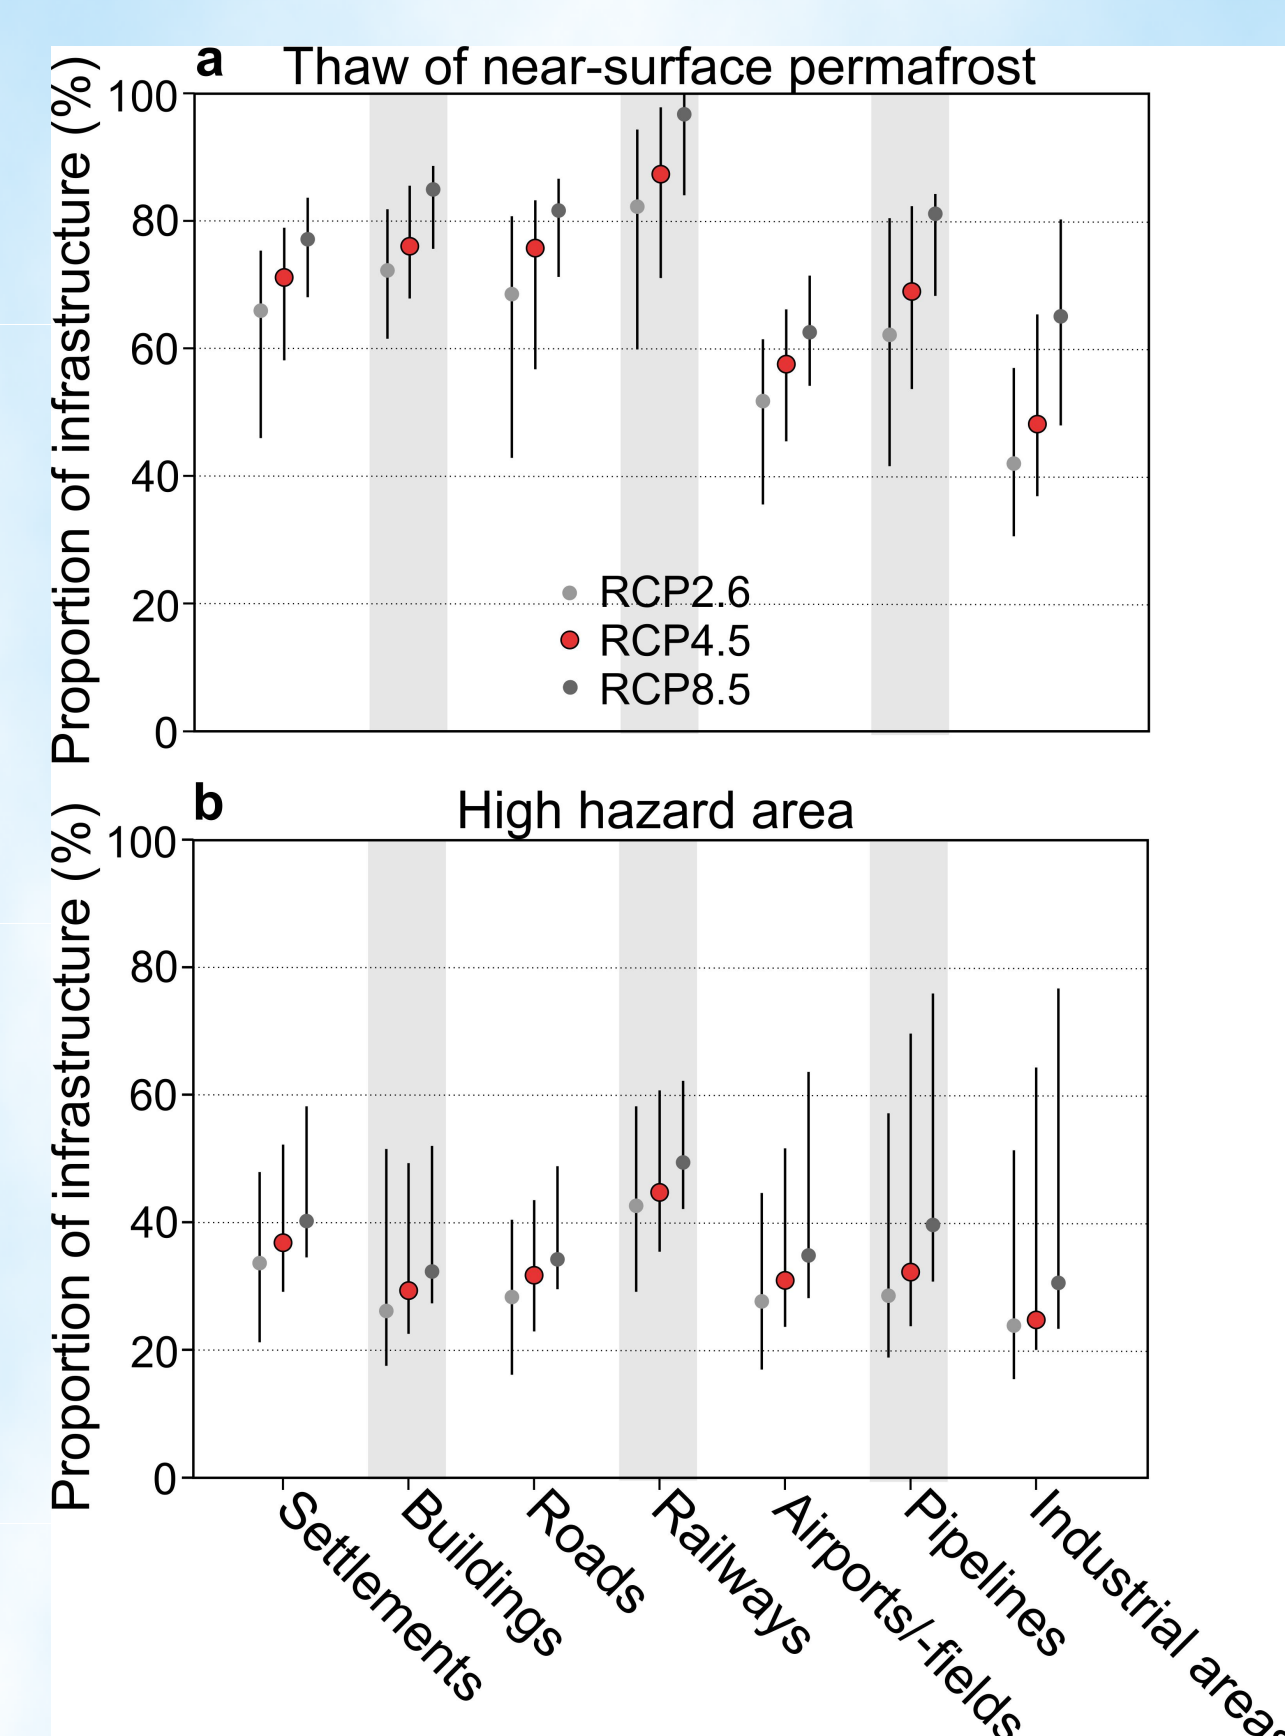 a Thaw of near-surface permafrost
Proportion of infrastructure (%)
100
80
60
40
20
0
RCP2.6
RCP4.5
RCP8.5
b High hazard area
Proportion of infrastructure (%)
100
80
60
40
20
0
Settlements
Buildings
Roads
Railways
Airports/-fields
Pipelines
Industrial areas